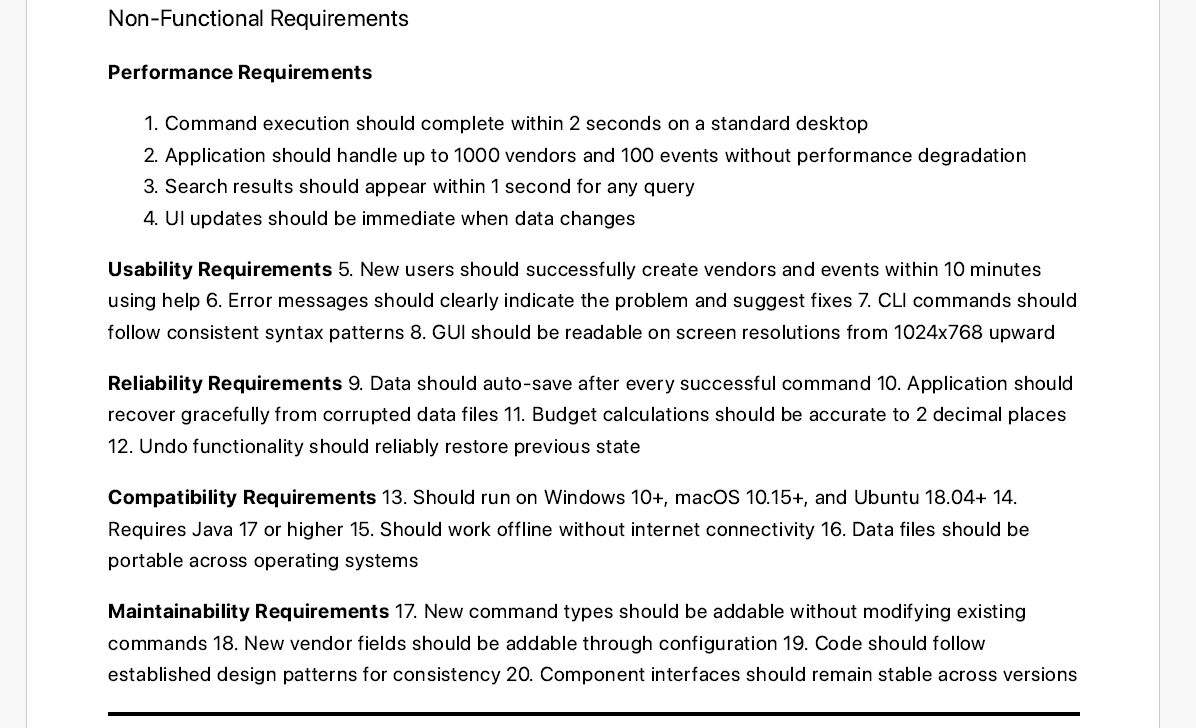 Non-Functional Requirements
Performance Requirements
1. Command execution should complete within 2 seconds on a standard desktop
2. Application should handle up to 1000 vendors and 100 events without performance degradation
3. Search results should appear within 1 second for any query
4. UI updates should be immediate when data changes
Usability Requirements 5. New users should successfully create vendors and events within 10 minutes
using help 6. Error messages should clearly indicate the problem and suggest fixes 7. CLI commands should
follow consistent syntax patterns 8. GUI should be readable on screen resolutions from 1024x768 upward
Reliability Requirements 9. Data should auto-save after every successful command 10. Application should
recover gracefully from corrupted data files 11. Budget calculations should be accurate to 2 decimal places
12. Undo functionality should reliably restore previous state
Compatibility Requirements 13. Should run on Windows 10+, macOS 10.15+, and Ubuntu 18.04+ 14.
Requires Java 17 or higher 15. Should work offline without internet connectivity 16. Data files should be
portable across operating systems
Maintainability Requirements 17. New command types should be addable without modifying existing
commands 18. New vendor fields should be addable through configuration 19. Code should follow
established design patterns for consistency 20. Component interfaces should remain stable across versions